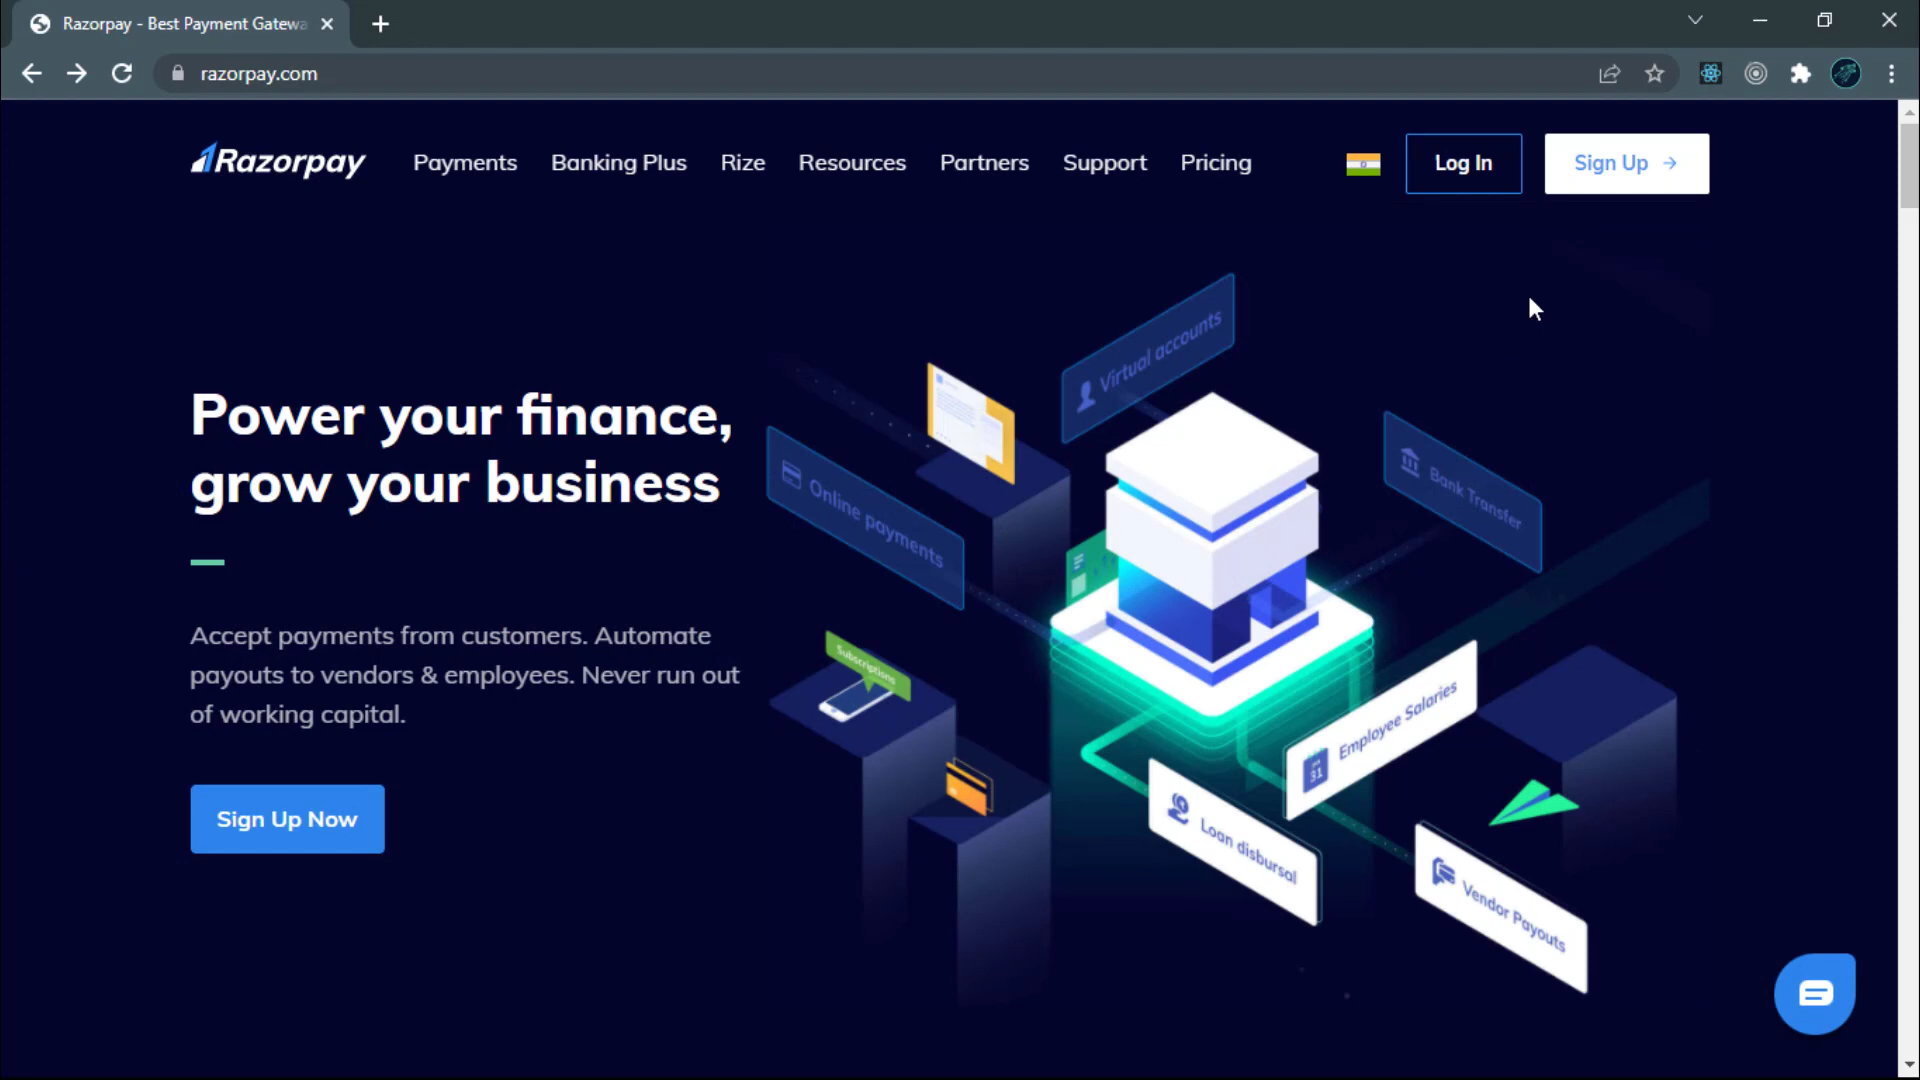 Razorpay - Best Payment Gatewa
razorpay.com
Razorpay
Payments
Banking Plus
Rize
Resources
Partners
Support
Pricing
Log In
Sign Up
Power your finance,
grow your business
Accept payments from customers. Automate
payouts to vendors & employees. Never run out
of working capital.
Sign Up Now
Virtual accounts
Online payments
Bank Transfer
Subscriptions
Employee Salaries
31
Loan disbursal
Vendor Payouts